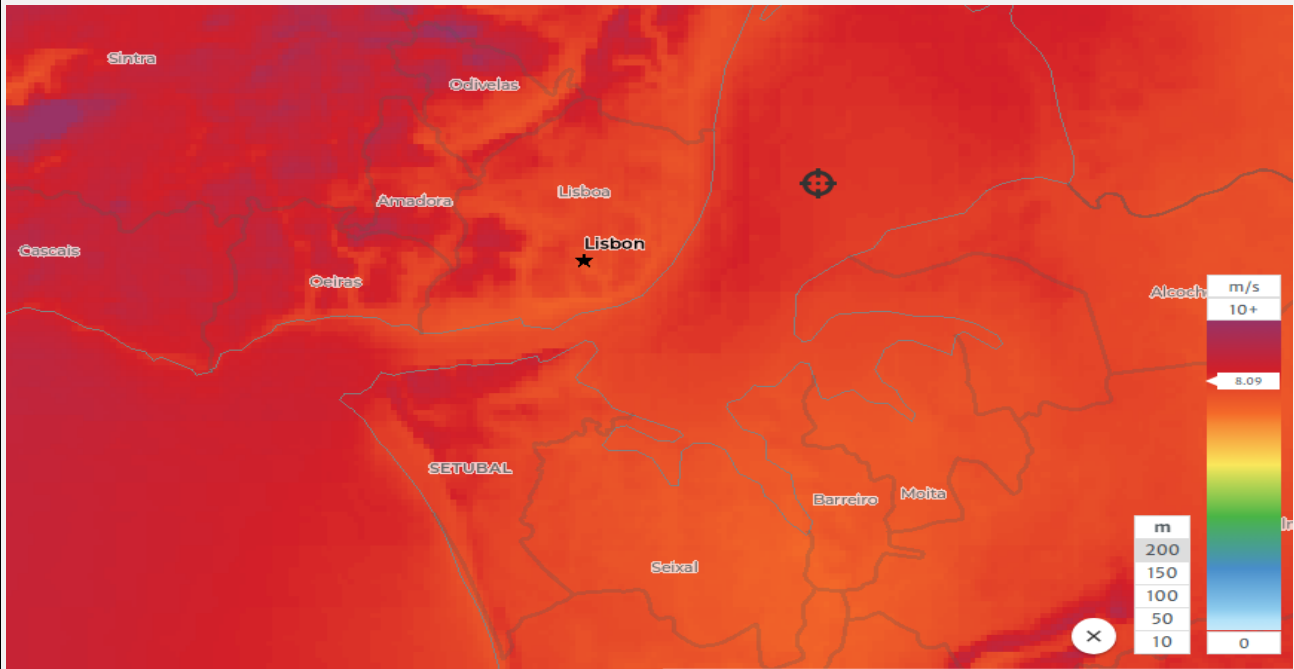 Sintra
Odivelas
Lisboa
Amadora
Lisbon
Cascais
Oeiras
SETUBAL
Barreiro
Moita
Seixal
Alcoch
m/s
10+
8.09
0
m
200
150
100
50
10